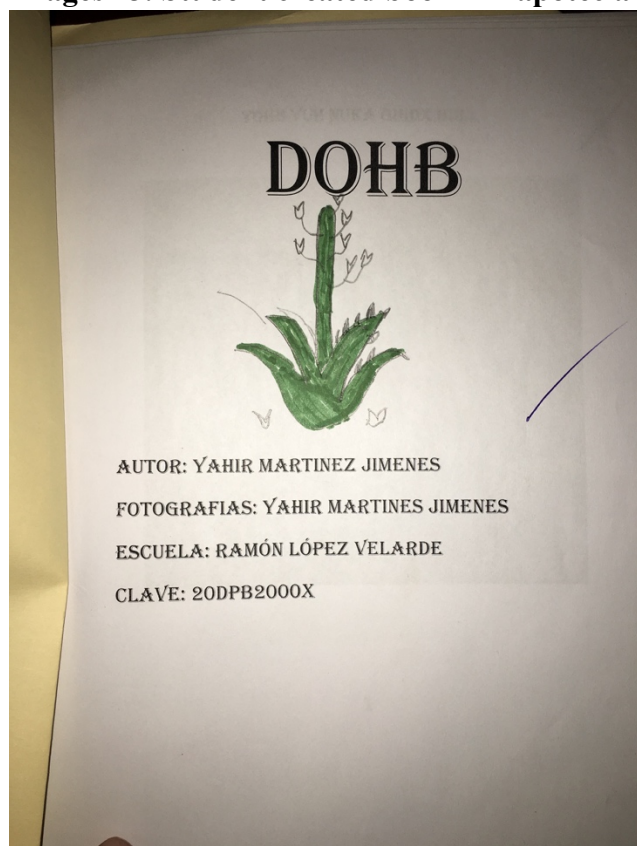 DOHB
AUTOR: YAHIR MARTINEZ JIMENES
FOTOGRAFIAS: YAHIR MARTINES JIMENES
ESCUELA: RAMÓN LÓPEZ VELARDE
CLAVE: 20DPB2000X